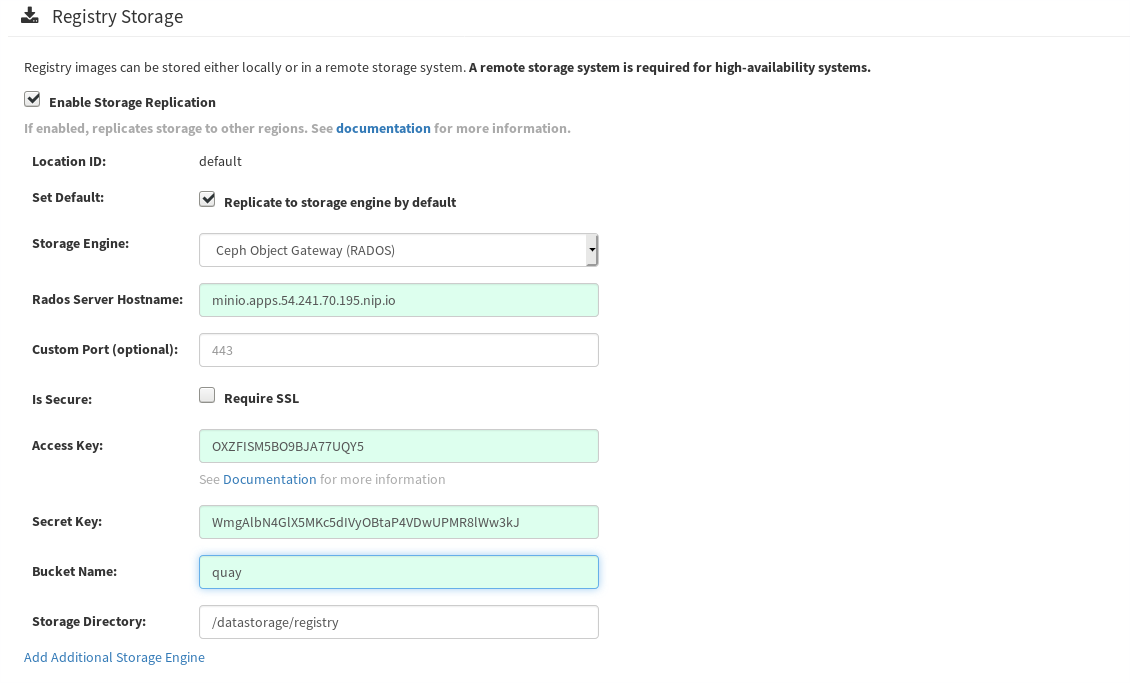 Registry Storage
Registry images can be stored either locally or in a remote storage system. A remote storage system is required for high-availability systems.
Enable Storage Replication
If enabled, replicates storage to other regions. See documentation for more information.
Location ID: default
Set Default: Replicate to storage engine by default
Storage Engine: Ceph Object Gateway (RADOS)
Rados Server Hostname: minio.apps.54.241.70.195.nip.io
Custom Port (optional): 443
Is Secure: Require SSL
Access Key: OXZFISM5BO9BJA77UQY5
See Documentation for more information
Secret Key: WmgAlbN4GlX5MKc5dIVyOBtaP4VDwUPMR8lWw3kJ
Bucket Name: quay
Storage Directory: /datastorage/registry
Add Additional Storage Engine